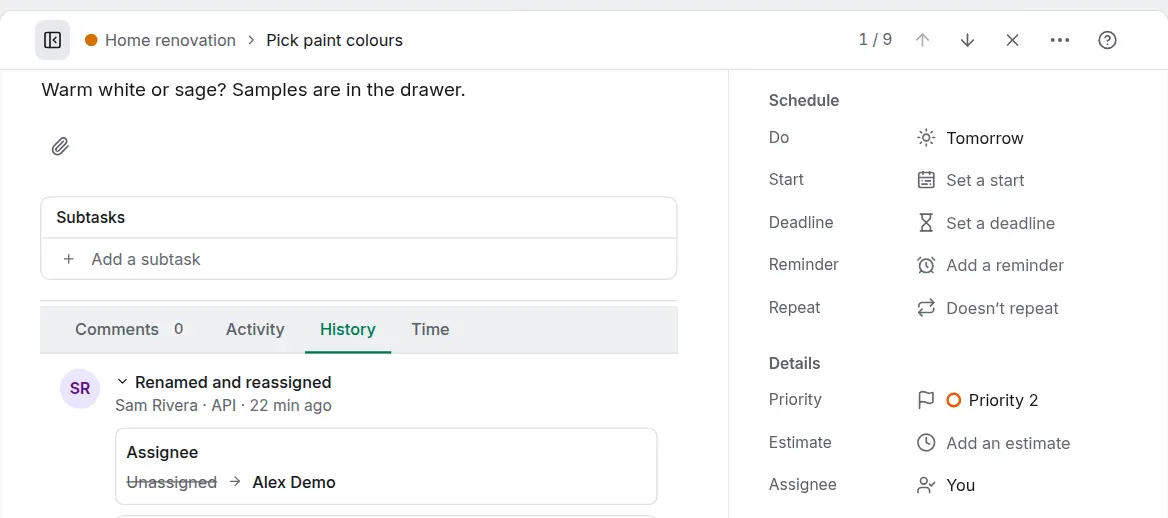 Home renovation > Pick paint colours
1 / 9
Warm white or sage? Samples are in the drawer.
Subtasks
+ Add a subtask
Comments 0 Activity History Time
SR
Renamed and reassigned
Sam Rivera · API · 22 min ago
Assignee
Unassigned → Alex Demo
Schedule
Do Tomorrow
Start Set a start
Deadline Set a deadline
Reminder Add a reminder
Repeat Doesn’t repeat
Details
Priority Priority 2
Estimate Add an estimate
Assignee You